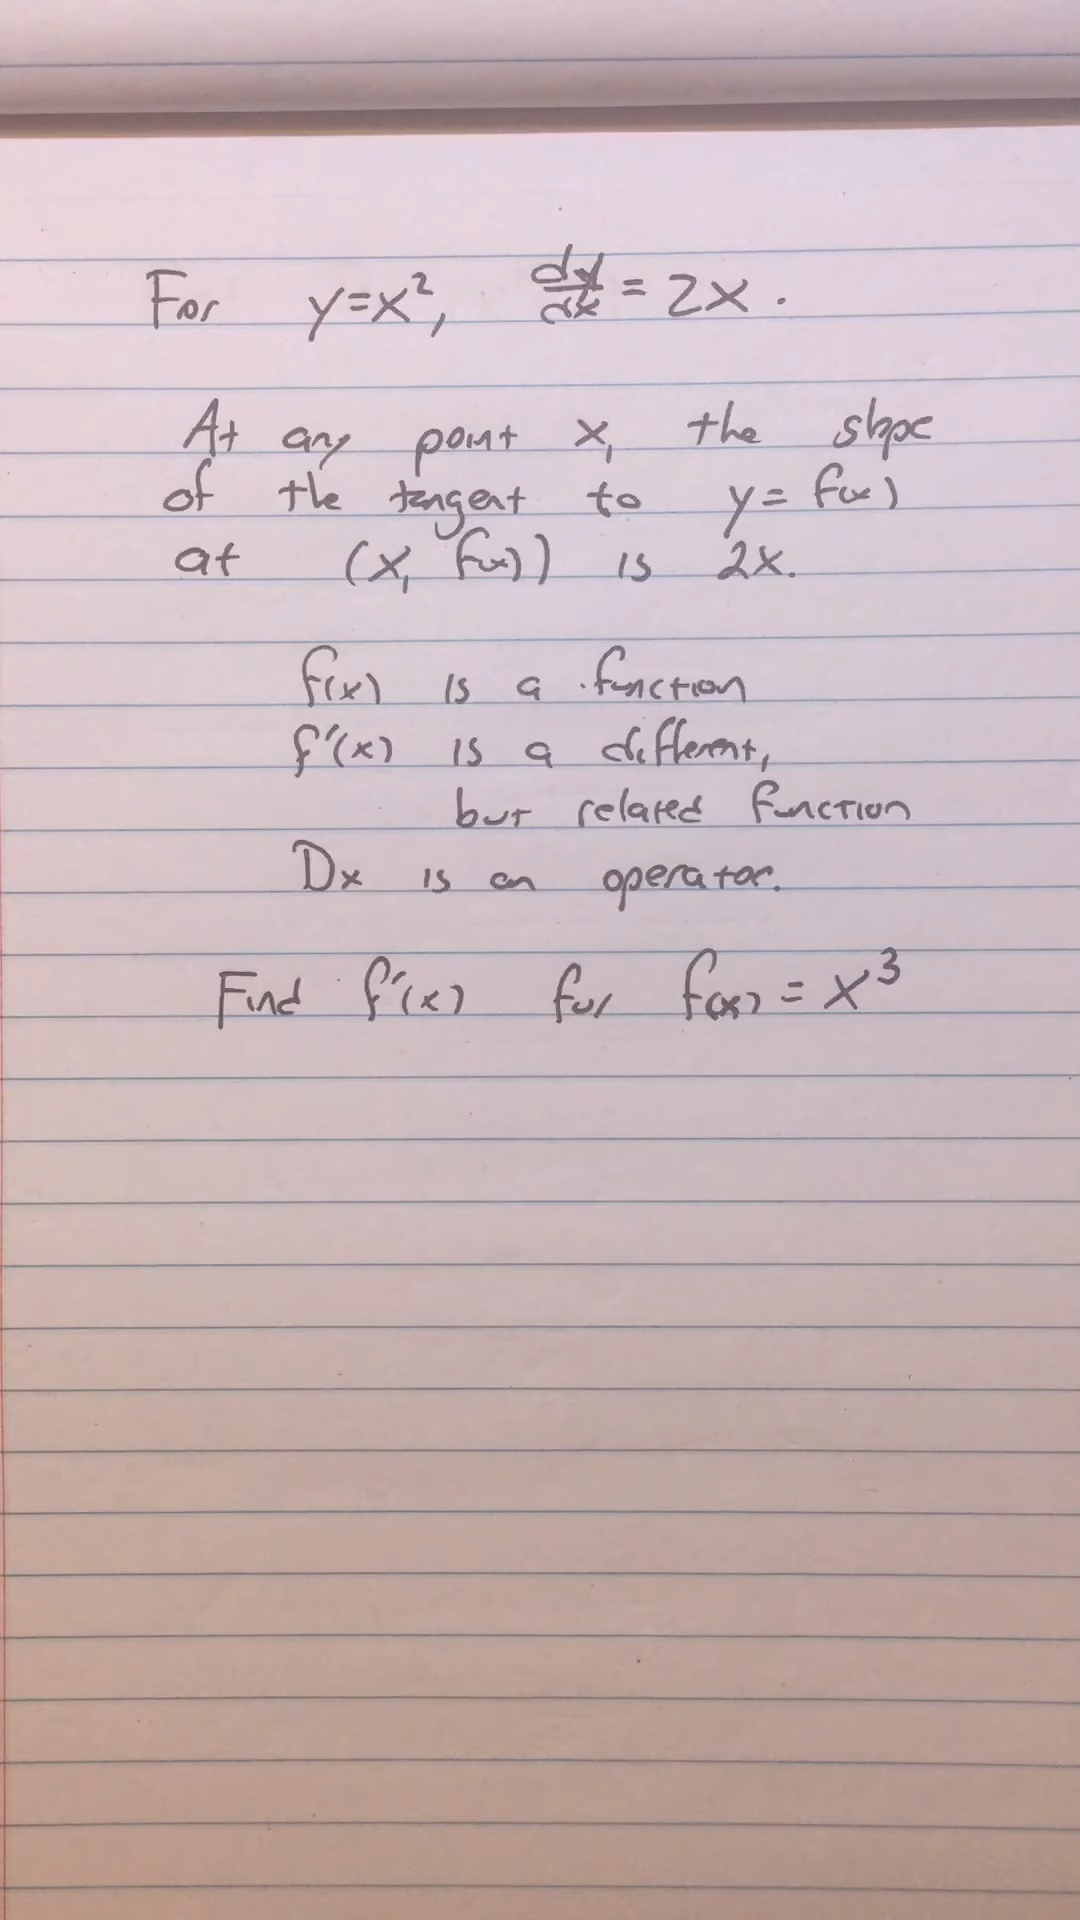 For y=x², dy/dx = 2x.
At any point x, the slope
of the tangent to y= f(x)
at (x, f(x)) is 2x.
f(x) is a function
f'(x) is a different,
but related function
Dx is an operator.
Find f'(x) for f(x) = x³